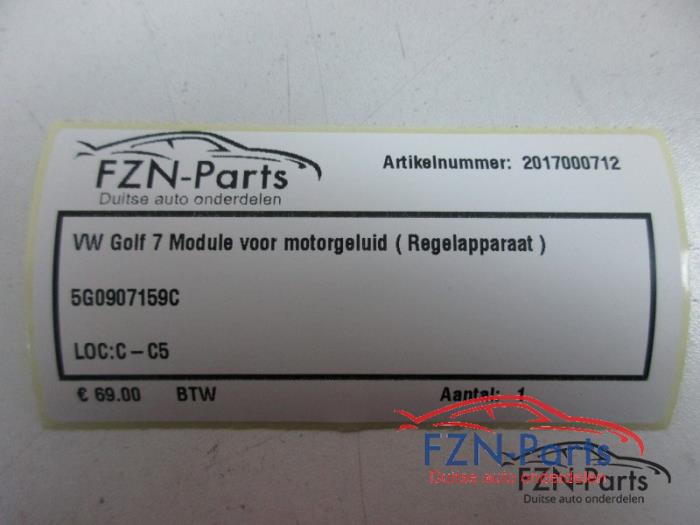 FZN-Parts
Duitse auto onderdelen
Artikelnummer: 2017000712
VW Golf 7 Module voor motorgeluid ( Regelapparaat )
5G0907159C
LOC:C - C5
€ 69.00 BTW Aantal: 1
FZN-Parts
Duitse auto onderdelen
FZN-Parts
Duitse auto onderdelen